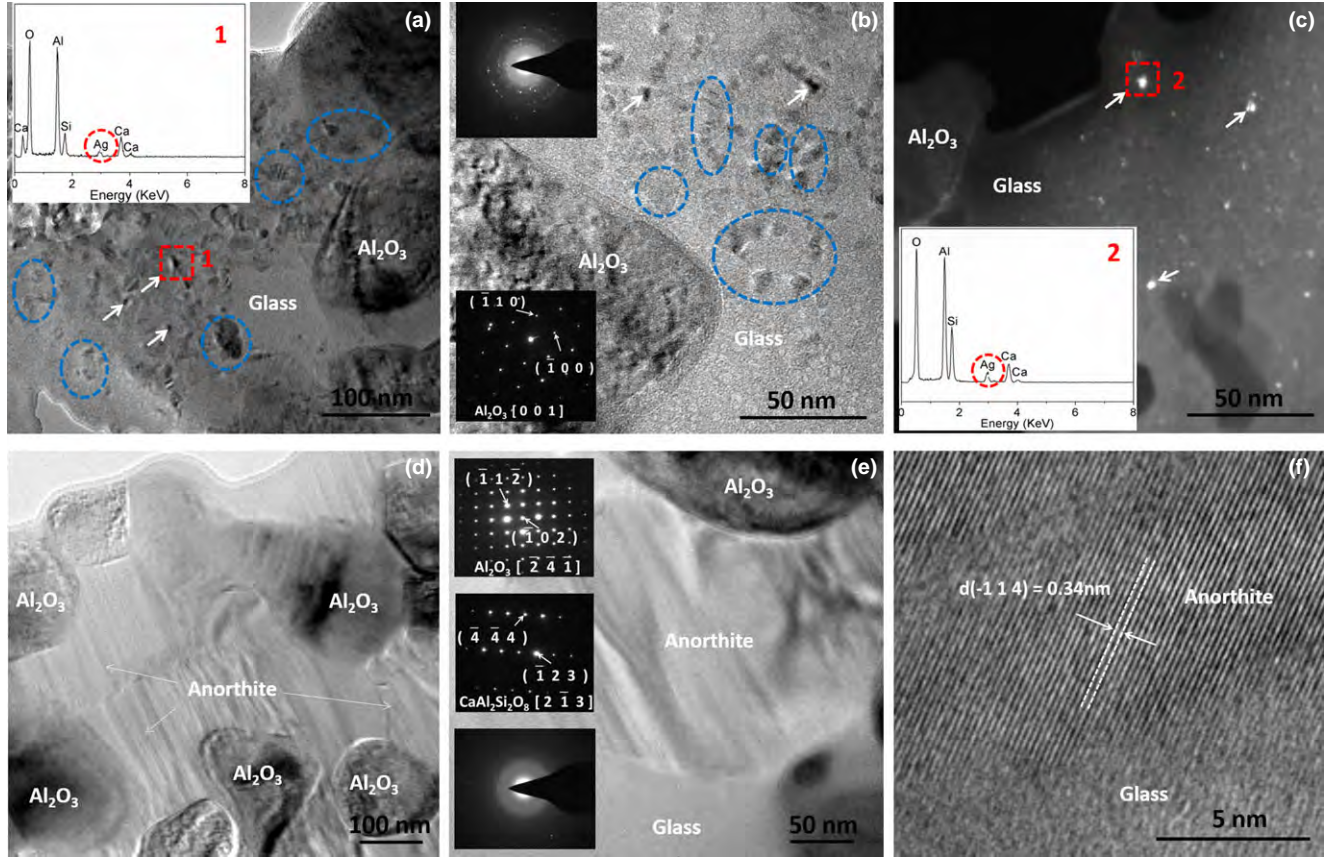 (a)
1
O
Al
Ca
Si
Ag
Ca
Ca
0 2 4 6 8
Energy (KeV)
1
Al₂O₃
Glass
100 nm
(b)
Al₂O₃
(1̄ 1 0)
(1̄ 0 0)
Al₂O₃ [0 0 1]
Glass
50 nm
(c)
2
Al₂O₃
Glass
2
O
Al
Si
Ag
Ca
Ca
0 2 4 6 8
Energy (KeV)
50 nm
(d)
Al₂O₃
Al₂O₃
Anorthite
Al₂O₃
Al₂O₃
Al₂O₃
100 nm
(e)
(1̄ 1 2̄)
(1̄ 0 2)
Al₂O₃ [2̄ 4̄ 1̄]
Al₂O₃
(4̄ 4̄ 4)
(1̄ 2 3)
CaAl₂Si₂O₈ [2 1̄ 3]
Anorthite
Glass
50 nm
(f)
d(-1 1 4) = 0.34nm
Anorthite
Glass
5 nm